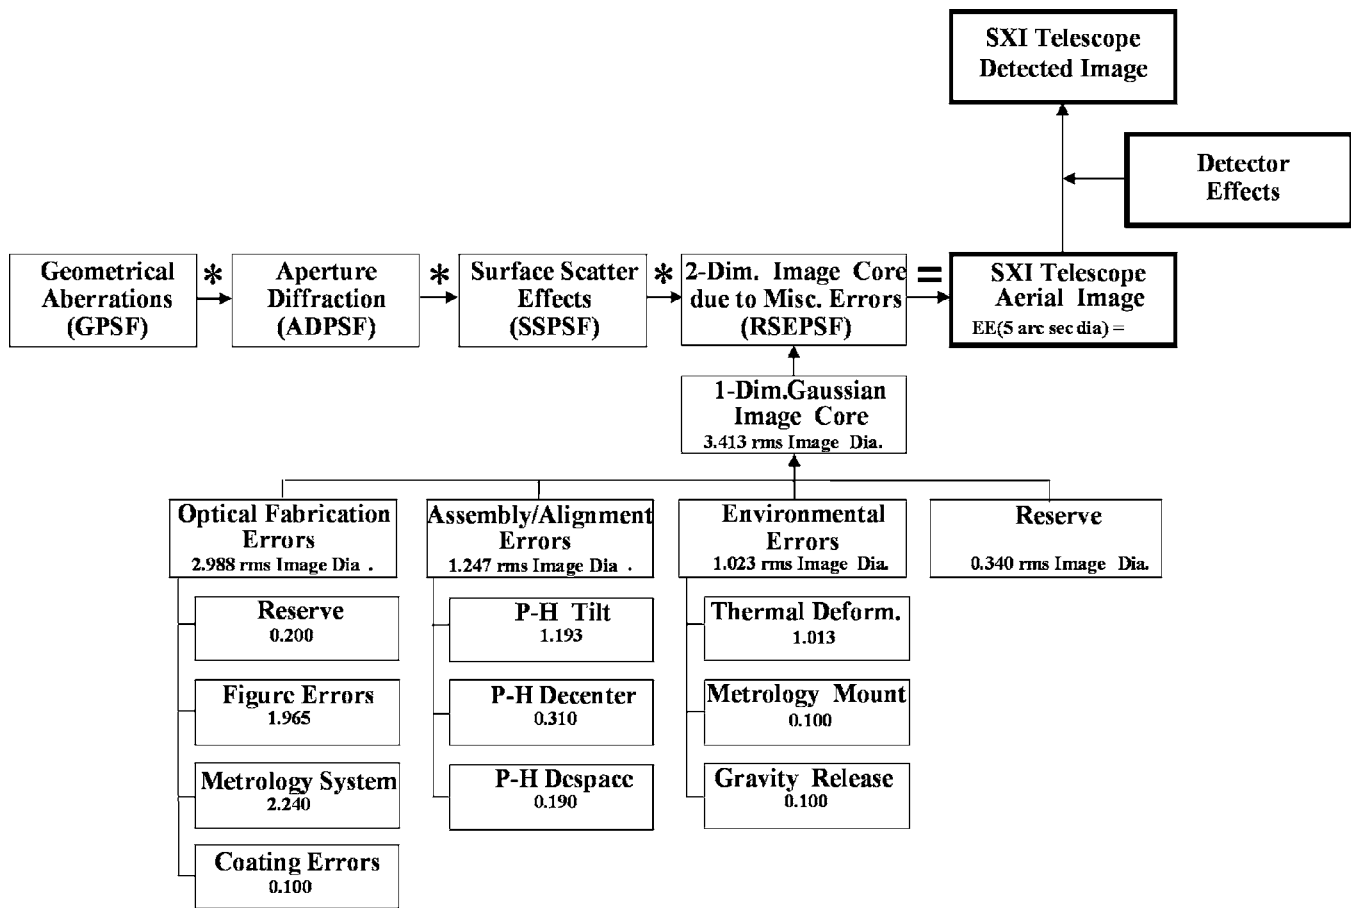 SXI Telescope
Detected Image
Detector
Effects
Geometrical
Aberrations
(GPSF)
*
Aperture
Diffraction
(ADPSF)
*
Surface Scatter
Effects
(SSPSF)
*
2-Dim. Image Core
due to Misc. Errors
(RSEPSF)
=
SXI Telescope
Aerial Image
EE(5 arc sec dia) =
1-Dim.Gaussian
Image Core
3.413 rms Image Dia.
Optical Fabrication
Errors
2.988 rms Image Dia .
Assembly/Alignment
Errors
1.247 rms Image Dia .
Environmental
Errors
1.023 rms Image Dia.
Reserve
0.340 rms Image Dia.
Reserve
0.200
Figure Errors
1.965
Metrology System
2.240
Coating Errors
0.100
P-H Tilt
1.193
P-H Decenter
0.310
P-H Despace
0.190
Thermal Deform.
1.013
Metrology Mount
0.100
Gravity Release
0.100